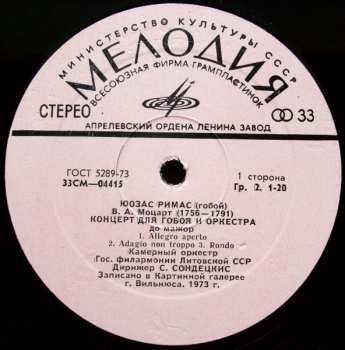 МИНИСТЕРСТВО КУЛЬТУРЫ СССР
МЕЛОДИЯ
ВСЕСОЮЗНАЯ ФИРМА ГРАМПЛАСТИНОК
СТЕРЕО
33
АПРЕЛЕВСКИЙ ОРДЕНА ЛЕНИНА ЗАВОД
ГОСТ 5289-73
33СМ—04415
1 сторона
Гр. 2. 1-20
ЮОЗАС РИМАС (гобой)
В. А. Моцарт (1756—1791)
КОНЦЕРТ ДЛЯ ГОБОЯ И ОРКЕСТРА
до мажор
1. Allegro aperto
2. Adagio non troppo 3. Rondo
Камерный оркестр
Гос. филармонии Литовской ССР
Дирижер С. СОНДЕЦКИС
Записано в Картинной галерее
г. Вильнюса. 1973 г.